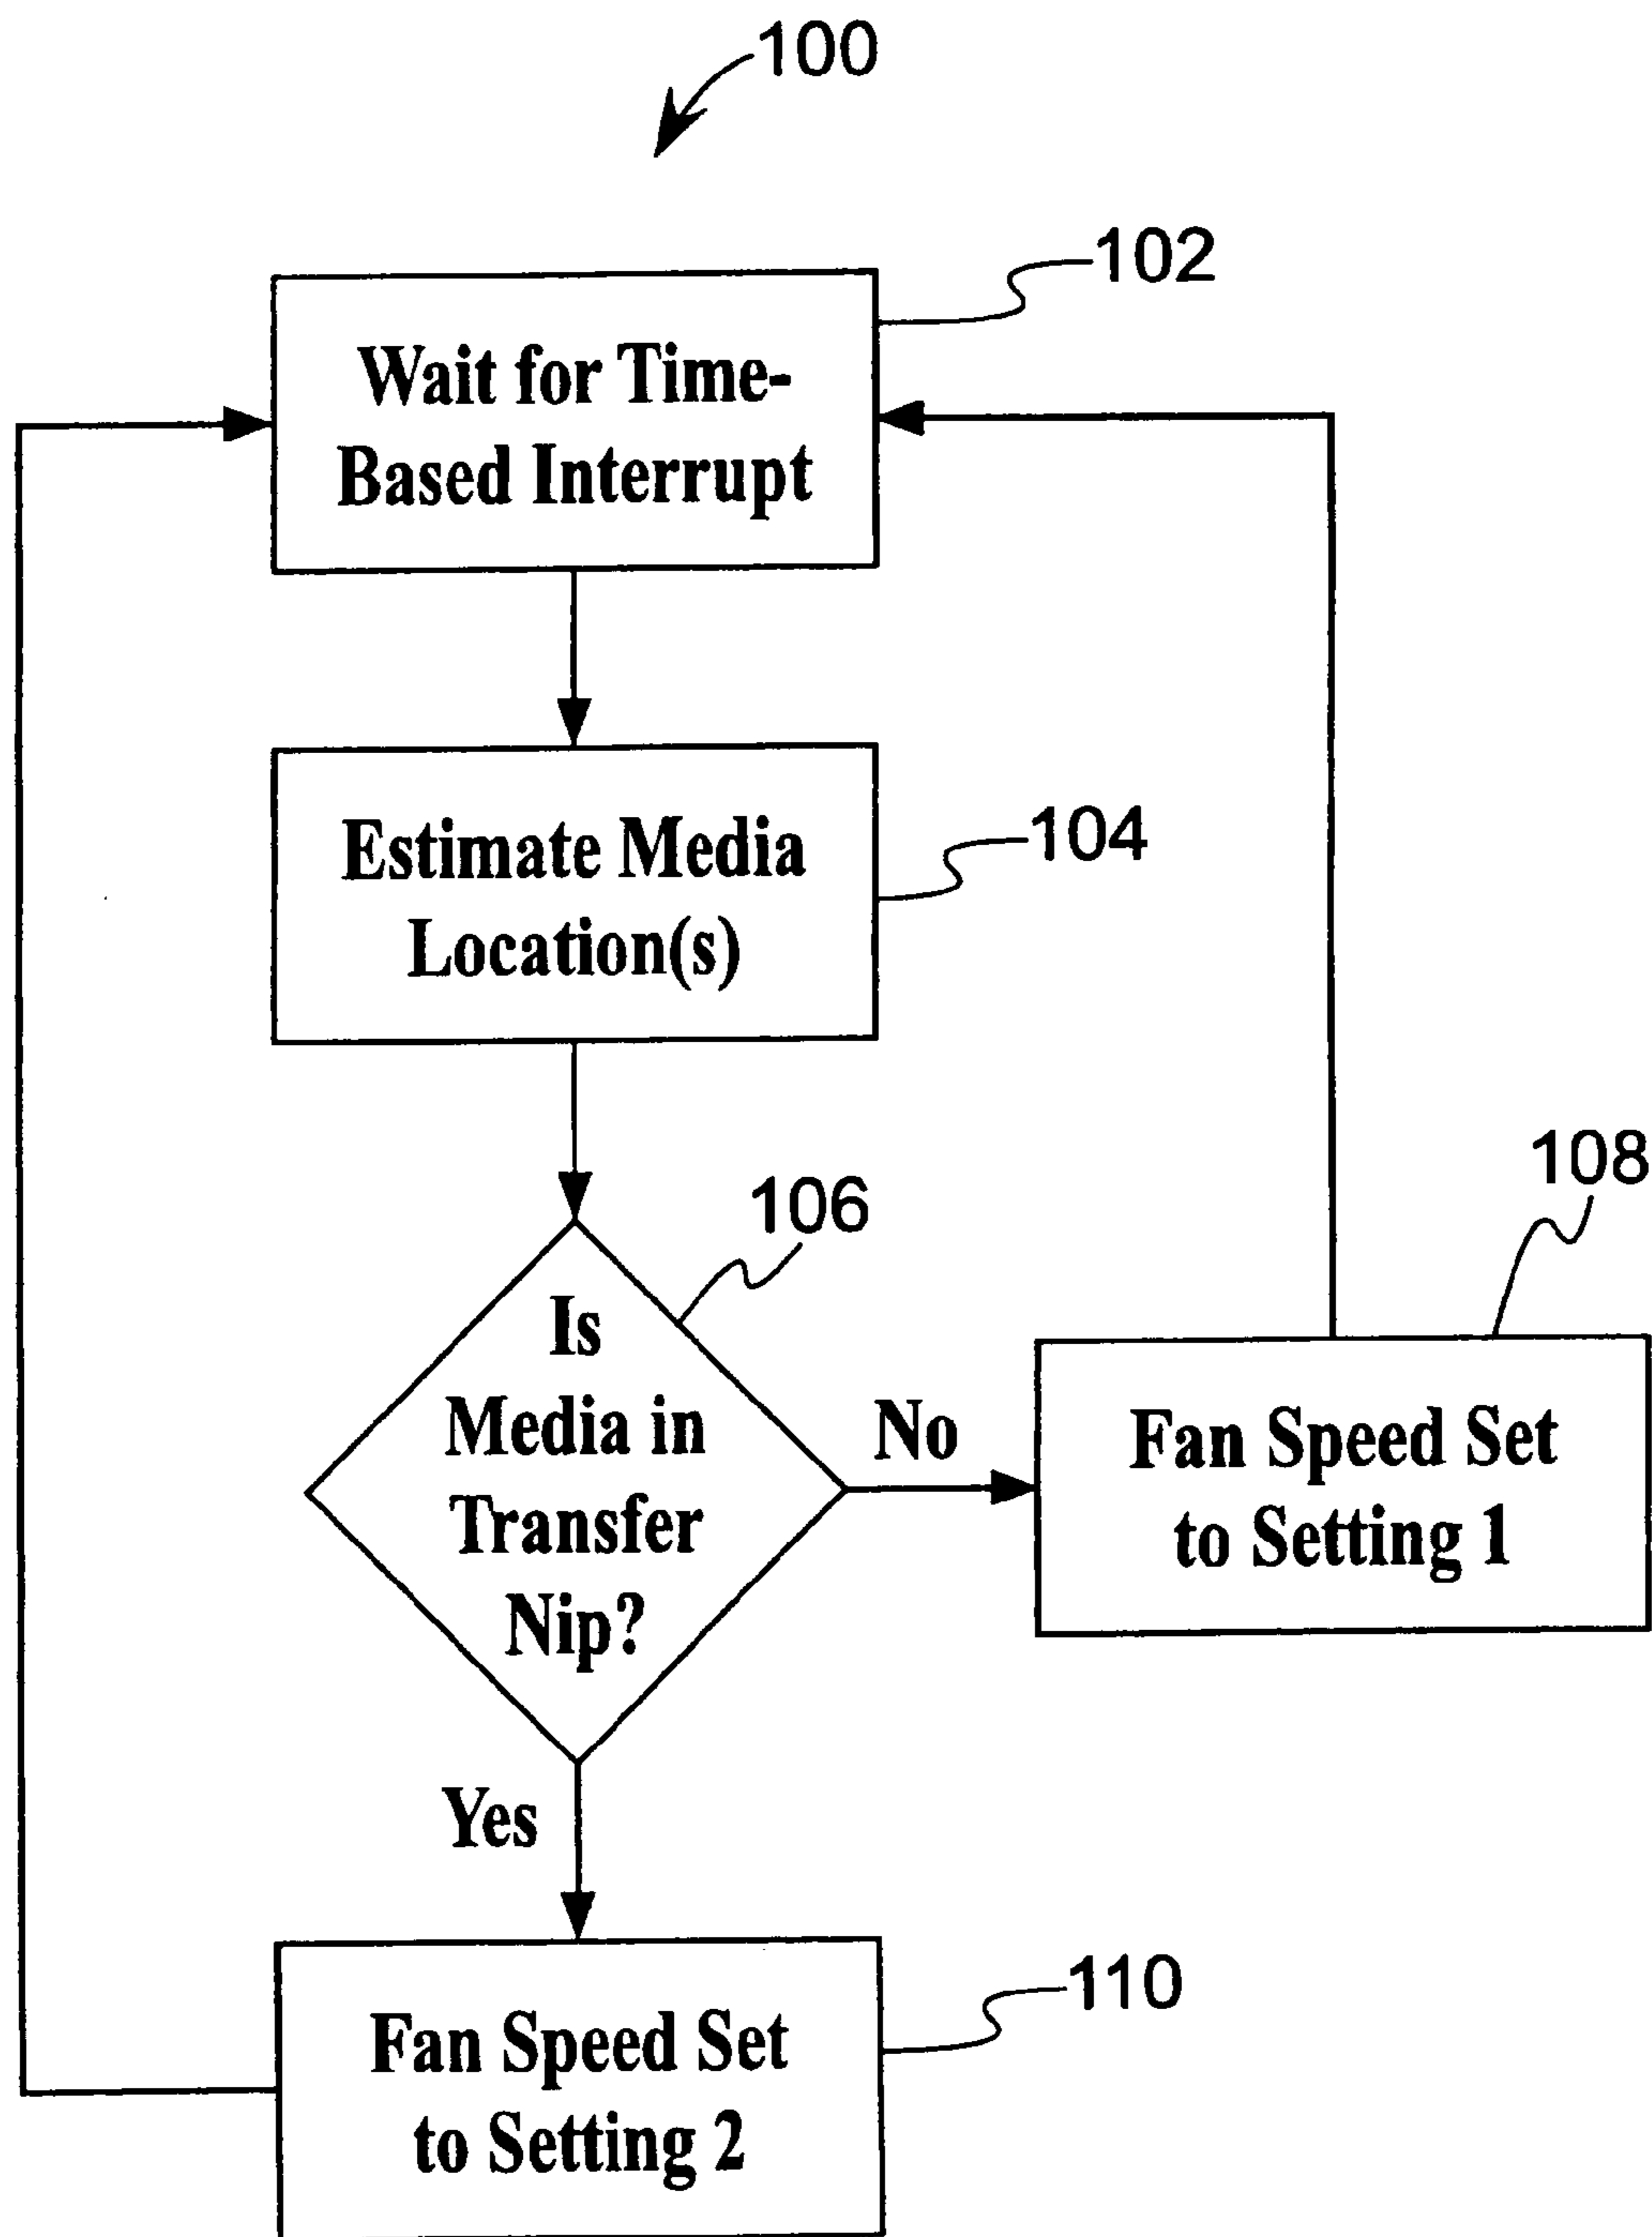 100
102
Wait for Time-
Based Interrupt
104
Estimate Media
Location(s)
106
108
Is
Media in
Transfer
Nip?
No
Fan Speed Set
to Setting 1
Yes
110
Fan Speed Set
to Setting 2